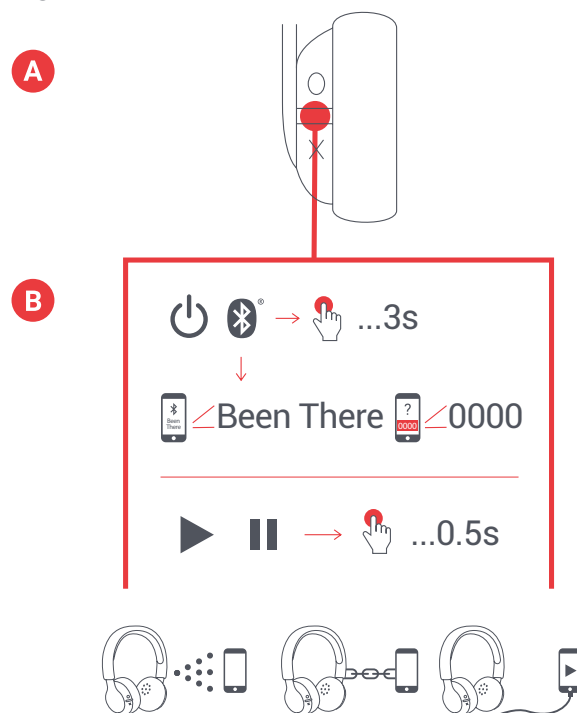 A
B
® ...3s
Been There
Been There ? 0000 0000
...0.5s